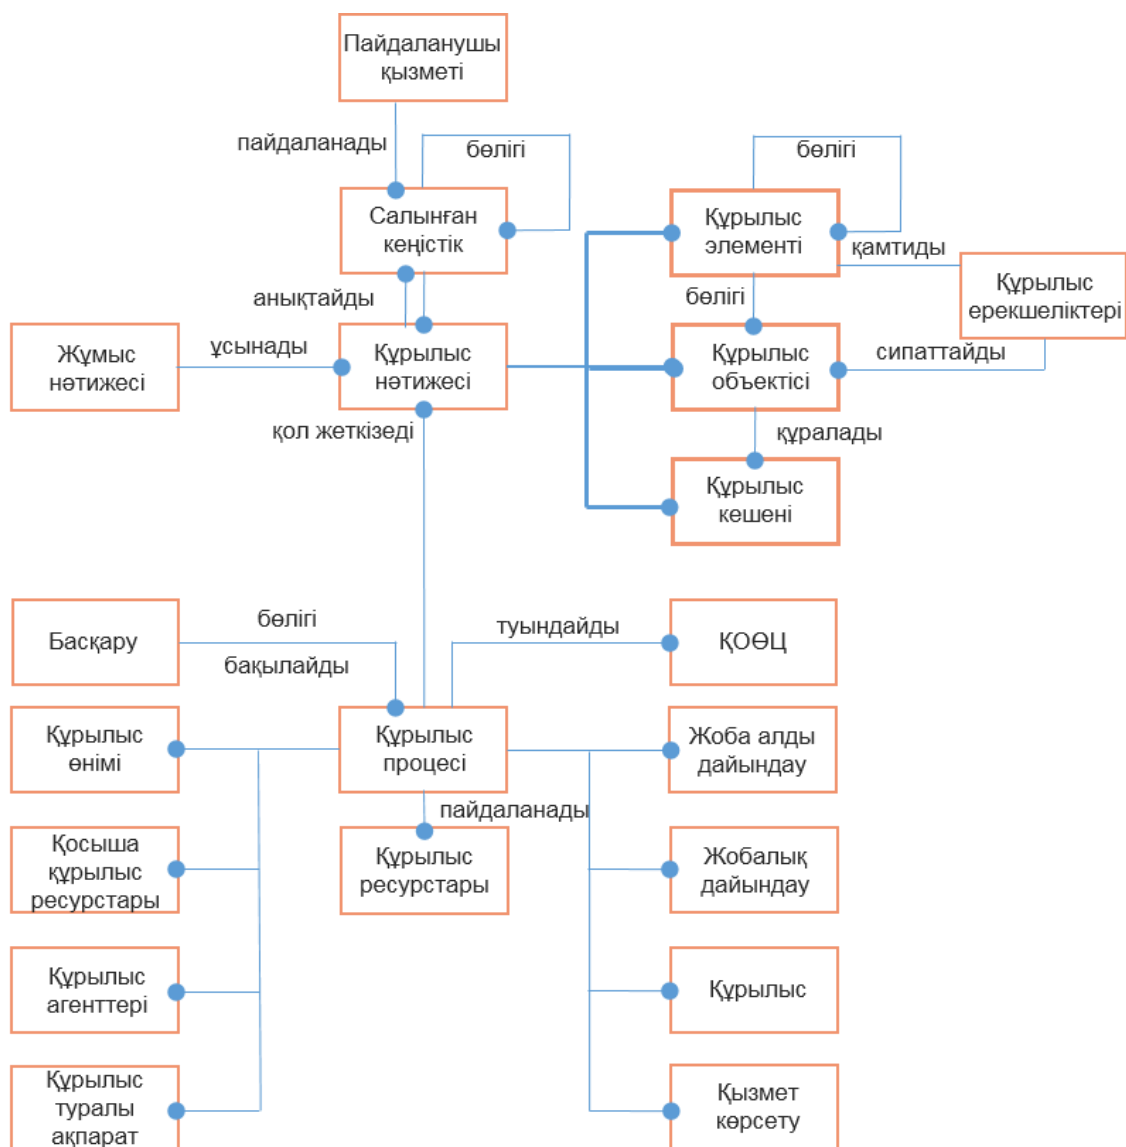 Пайдаланушы
қызметі
пайдаланады
бөлігі
бөлігі
Салынған
кеңістік
Құрылыс
элементі
қамтиды
Құрылыс
ерекшеліктері
анықтайды
бөлігі
Жұмыс
нәтижесі
ұсынады
Құрылыс
нәтижесі
Құрылыс
объектісі
сипаттайды
қол жеткізеді
құралады
Құрылыс
кешені
Басқару
бөлігі
бақылайды
туындайды
ҚОӨЦ
Құрылыс
өнімі
Құрылыс
процесі
Жоба алды
дайындау
пайдаланады
Қосыша
құрылыс
ресурстары
Құрылыс
ресурстары
Жобалық
дайындау
Құрылыс
агенттері
Құрылыс
Құрылыс
туралы
ақпарат
Қызмет
көрсету